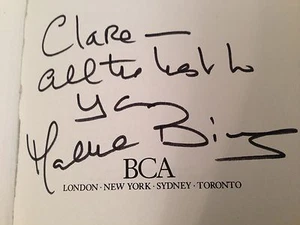 Clare —
all the best to
you
BCA
LONDON · NEW YORK · SYDNEY · TORONTO